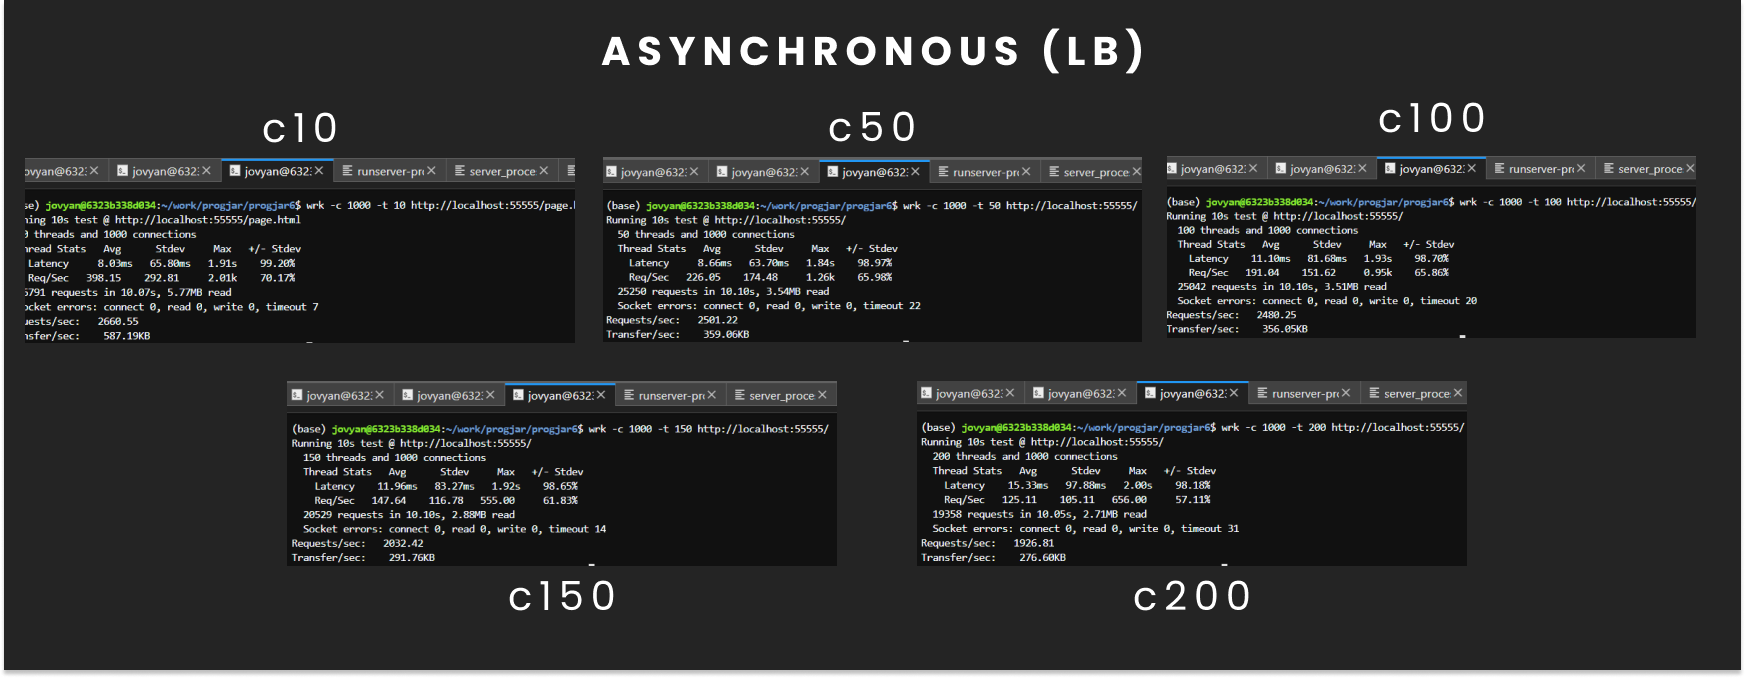 ASYNCHRONOUS (LB)
c10
jovyan@632: jovyan@632: runserver-pr server_proce
jovyan@6323b338d034:~/work/progjar/progjar6$ wrk -c 1000 -t 10 http://localhost:55555/page.
10s test @ http://localhost:55555/page.html
threads and 1000 connections
Stats Avg Stdev Max +/- Stdev
Latency 8.03ms 65.80ms 1.91s 99.20%
Req/Sec 398.15 292.81 2.01k 70.17%
6791 requests in 10.07s, 5.77MB read
errors: connect 0, read 0, write 0, timeout 7
2660.55
587.19KB
c50
jovyan@632: jovyan@632: jovyan@632: runserver-pr server_proce
(base) jovyan@6323b338d034:~/work/progjar/progjar6$ wrk -c 1000 -t 50 http://localhost:55555/
Running 10s test @ http://localhost:55555/
50 threads and 1000 connections
Thread Stats Avg Stdev Max +/- Stdev
Latency 8.66ms 63.70ms 1.84s 98.97%
Req/Sec 226.05 174.48 1.26k 65.98%
25250 requests in 10.10s, 3.54MB read
Socket errors: connect 0, read 0, write 0, timeout 22
Requests/sec: 2501.22
Transfer/sec: 359.06KB
c100
jovyan@632: jovyan@632: jovyan@632: runserver-pr server_proce
(base) jovyan@6323b338d034:~/work/progjar/progjar6$ wrk -c 1000 -t 100 http://localhost:55555/
Running 10s test @ http://localhost:55555/
100 threads and 1000 connections
Thread Stats Avg Stdev Max +/- Stdev
Latency 11.10ms 81.68ms 1.93s 98.70%
Req/Sec 191.04 151.62 0.95k 65.86%
25042 requests in 10.10s, 3.51MB read
Socket errors: connect 0, read 0, write 0, timeout 20
Requests/sec: 2480.25
Transfer/sec: 356.05KB
jovyan@632: jovyan@632: jovyan@632: runserver-pr server_proce
(base) jovyan@6323b338d034:~/work/progjar/progjar6$ wrk -c 1000 -t 150 http://localhost:55555/
Running 10s test @ http://localhost:55555/
150 threads and 1000 connections
Thread Stats Avg Stdev Max +/- Stdev
Latency 11.96ms 83.27ms 1.92s 98.65%
Req/Sec 147.64 116.78 555.00 61.83%
20529 requests in 10.10s, 2.88MB read
Socket errors: connect 0, read 0, write 0, timeout 14
Requests/sec: 2032.42
Transfer/sec: 291.76KB
c150
jovyan@632: jovyan@632: jovyan@632: runserver-pr server_proce
(base) jovyan@6323b338d034:~/work/progjar/progjar6$ wrk -c 1000 -t 200 http://localhost:55555/
Running 10s test @ http://localhost:55555/
200 threads and 1000 connections
Thread Stats Avg Stdev Max +/- Stdev
Latency 15.33ms 97.88ms 2.00s 98.18%
Req/Sec 125.11 105.11 656.00 57.11%
19358 requests in 10.05s, 2.71MB read
Socket errors: connect 0, read 0, write 0, timeout 31
Requests/sec: 1926.81
Transfer/sec: 276.60KB
c200